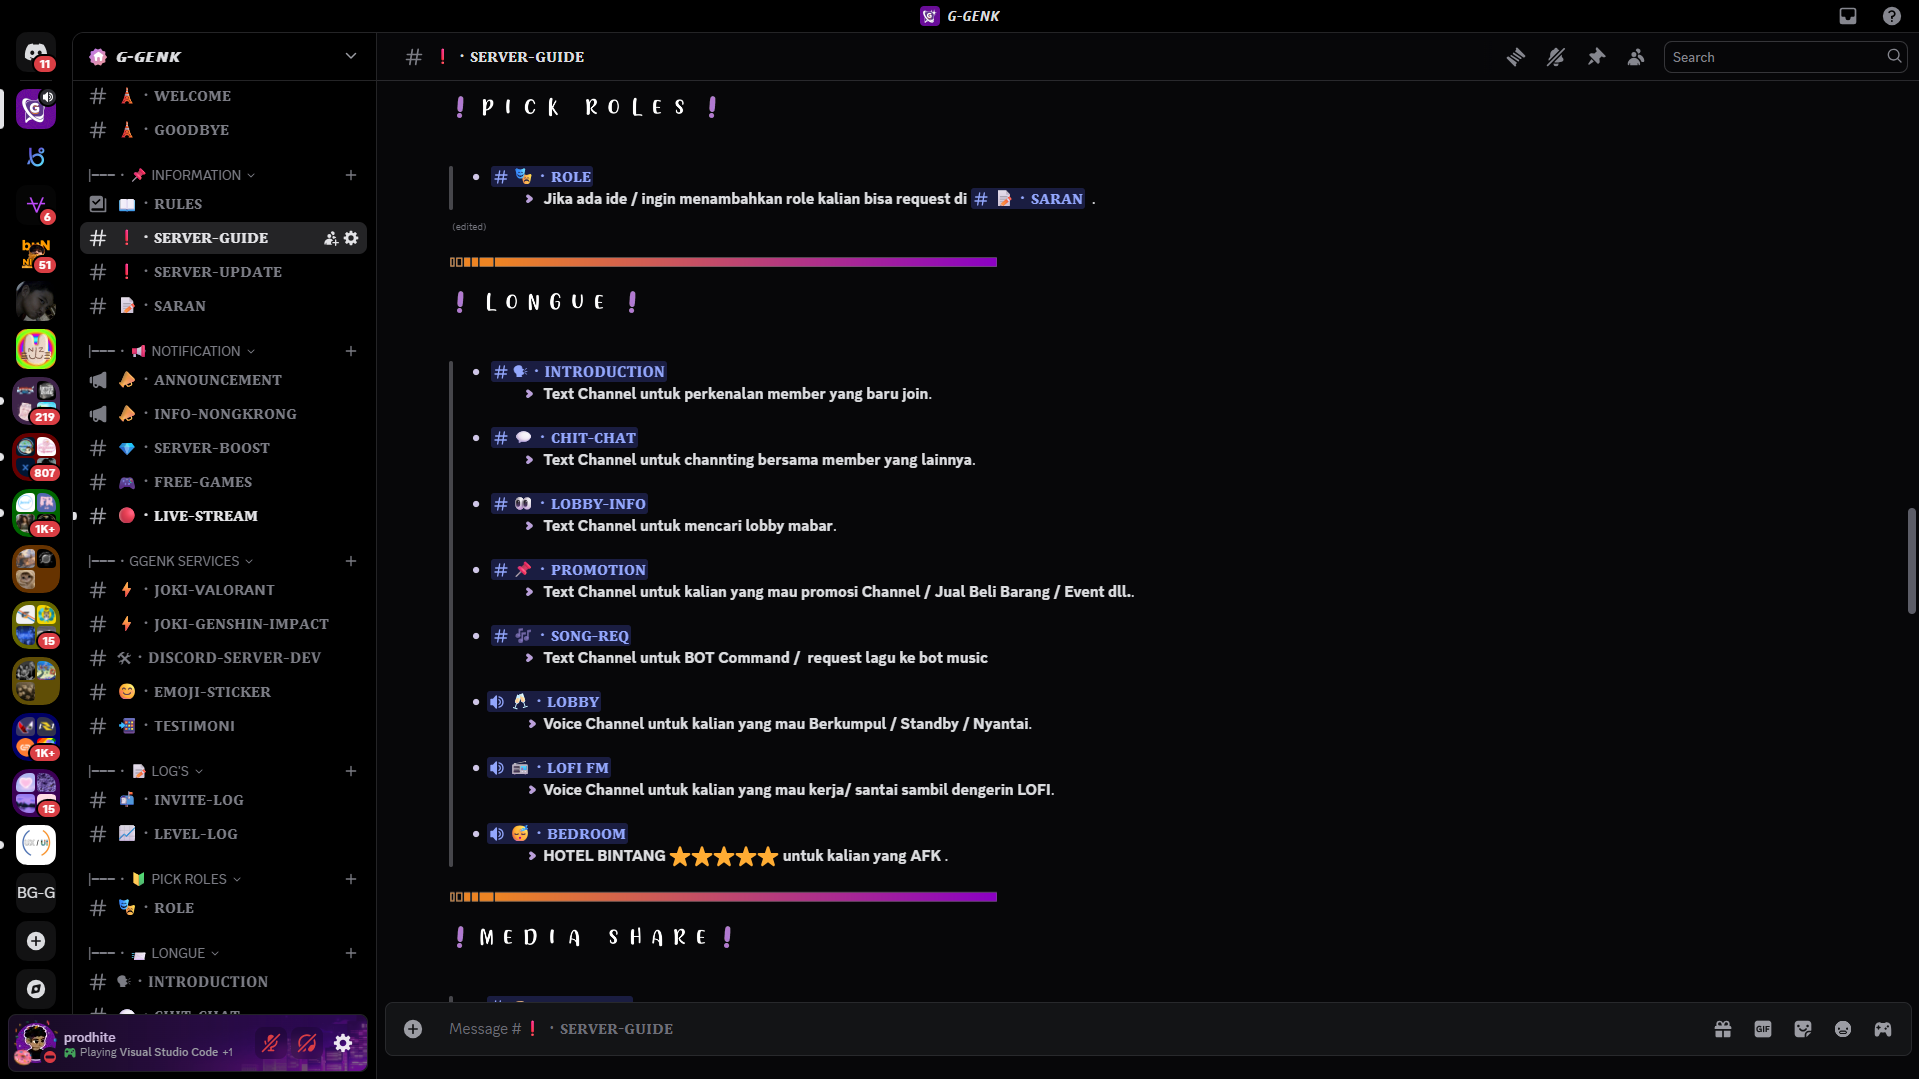 G-GENK
11
6
51
219
807
1K+
15
1K+
15
BG-G
G-GENK
WELCOME
GOODBYE
INFORMATION
RULES
SERVER-GUIDE
SERVER-UPDATE
SARAN
NOTIFICATION
ANNOUNCEMENT
INFO-NONGKRONG
SERVER-BOOST
FREE-GAMES
LIVE-STREAM
GGENK SERVICES
JOKI-VALORANT
JOKI-GENSHIN-IMPACT
DISCORD-SERVER-DEV
EMOJI-STICKER
TESTIMONI
LOG'S
INVITE-LOG
LEVEL-LOG
PICK ROLES
ROLE
LONGUE
INTRODUCTION
CHIT-CHAT
prodhite
Playing Visual Studio Code +1
# ❗ · SERVER-GUIDE
Search
! PICK ROLES !
# 🎭 · ROLE
Jika ada ide / ingin menambahkan role kalian bisa request di # 📝 · SARAN .
(edited)
! LONGUE !
# 🗣 · INTRODUCTION
Text Channel untuk perkenalan member yang baru join.
# 💬 · CHIT-CHAT
Text Channel untuk channting bersama member yang lainnya.
# 👀 · LOBBY-INFO
Text Channel untuk mencari lobby mabar.
# 📌 · PROMOTION
Text Channel untuk kalian yang mau promosi Channel / Jual Beli Barang / Event dll..
# 🎶 · SONG-REQ
Text Channel untuk BOT Command / request lagu ke bot music
🥂 · LOBBY
Voice Channel untuk kalian yang mau Berkumpul / Standby / Nyantai.
📻 · LOFI FM
Voice Channel untuk kalian yang mau kerja/ santai sambil dengerin LOFI.
😴 · BEDROOM
HOTEL BINTANG ⭐⭐⭐⭐⭐ untuk kalian yang AFK .
! MEDIA SHARE !
Message # ❗ · SERVER-GUIDE
GIF